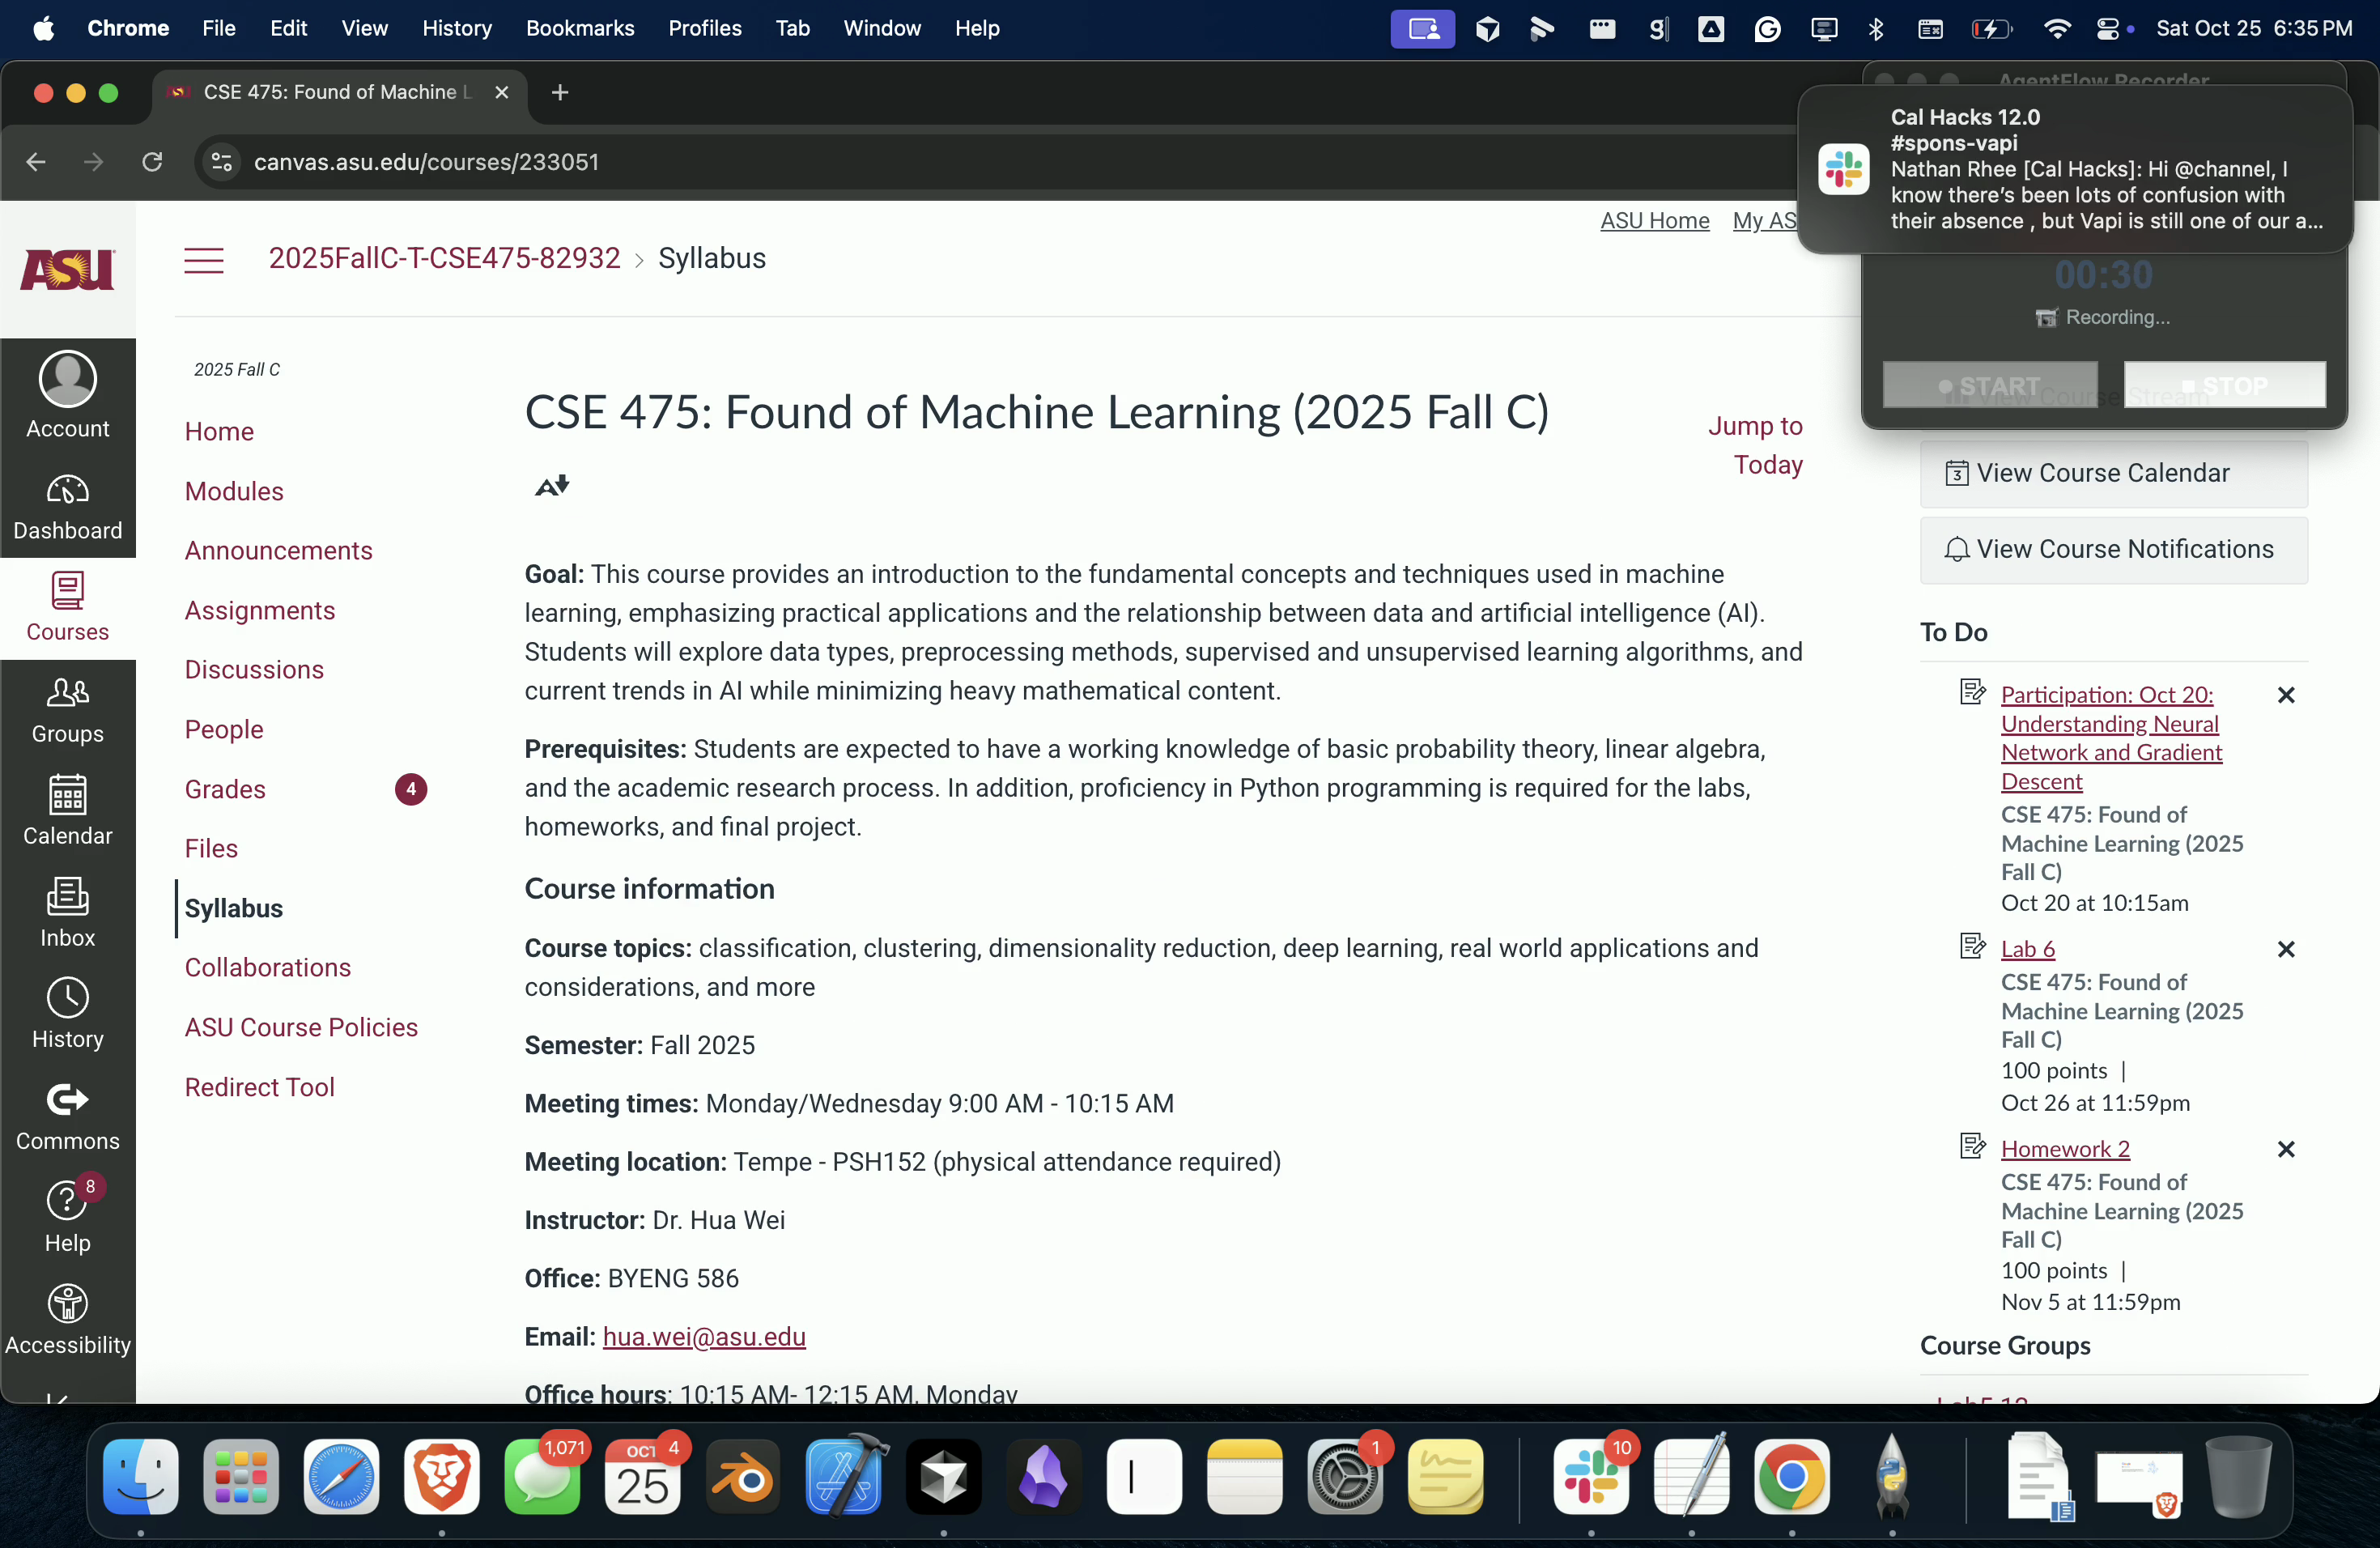 Chrome File Edit View History Bookmarks Profiles Tab Window Help
Sat Oct 25 6:35 PM
CSE 475: Found of Machine L
canvas.asu.edu/courses/233051
AgentFlow Recorder
Cal Hacks 12.0
#spons-vapi
Nathan Rhee [Cal Hacks]: Hi @channel, I
know there's been lots of confusion with
their absence , but Vapi is still one of our a...
00:30
Recording...
START
STOP
View Course Stream
ASU Home My AS
ASU
2025FallC-T-CSE475-82932 > Syllabus
Account
Dashboard
Courses
Groups
Calendar
Inbox
History
Commons
8
Help
Accessibility
2025 Fall C
Home
Modules
Announcements
Assignments
Discussions
People
Grades 4
Files
Syllabus
Collaborations
ASU Course Policies
Redirect Tool
CSE 475: Found of Machine Learning (2025 Fall C)
Jump to
Today
Goal: This course provides an introduction to the fundamental concepts and techniques used in machine
learning, emphasizing practical applications and the relationship between data and artificial intelligence (AI).
Students will explore data types, preprocessing methods, supervised and unsupervised learning algorithms, and
current trends in AI while minimizing heavy mathematical content.
Prerequisites: Students are expected to have a working knowledge of basic probability theory, linear algebra,
and the academic research process. In addition, proficiency in Python programming is required for the labs,
homeworks, and final project.
Course information
Course topics: classification, clustering, dimensionality reduction, deep learning, real world applications and
considerations, and more
Semester: Fall 2025
Meeting times: Monday/Wednesday 9:00 AM - 10:15 AM
Meeting location: Tempe - PSH152 (physical attendance required)
Instructor: Dr. Hua Wei
Office: BYENG 586
Email: hua.wei@asu.edu
Office hours: 10:15 AM- 12:15 AM, Monday
3 View Course Calendar
View Course Notifications
To Do
Participation: Oct 20:
Understanding Neural
Network and Gradient
Descent
CSE 475: Found of
Machine Learning (2025
Fall C)
Oct 20 at 10:15am
Lab 6
CSE 475: Found of
Machine Learning (2025
Fall C)
100 points |
Oct 26 at 11:59pm
Homework 2
CSE 475: Found of
Machine Learning (2025
Fall C)
100 points |
Nov 5 at 11:59pm
Course Groups
1,071
OCT 4
25
1
10